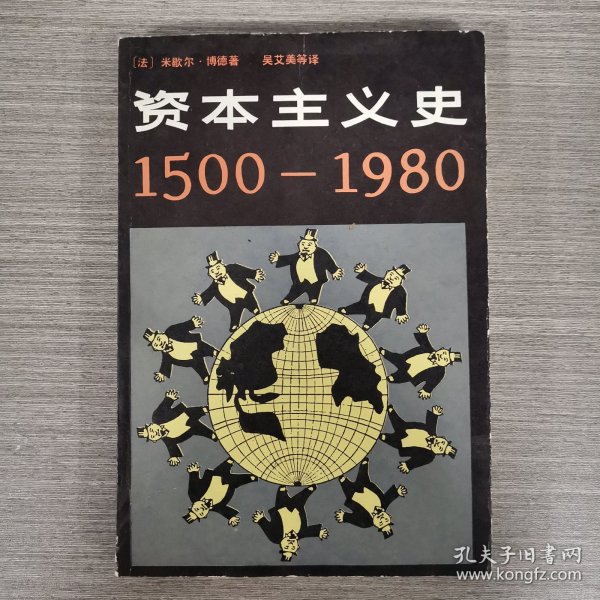 〔法〕米歇尔·博德著 吴艾美等译
资本主义史
1500－1980
孔夫子旧书网
www.kongfz.com